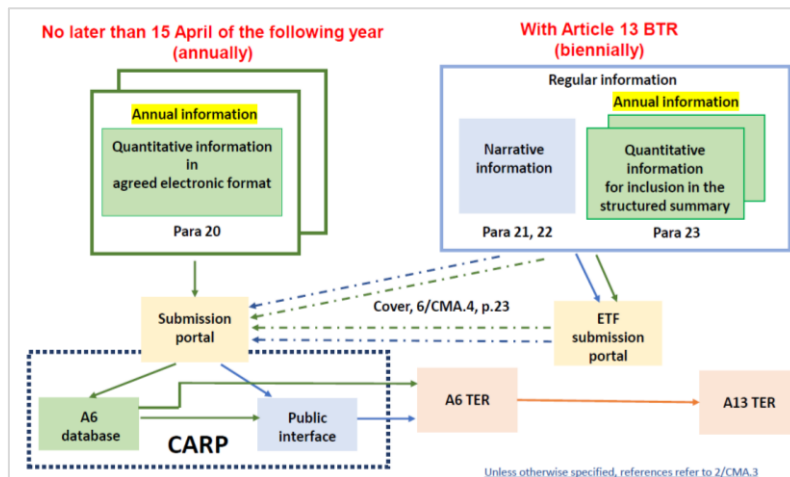 No later than 15 April of the following year
(annually)
With Article 13 BTR
(biennially)
Annual information
Quantitative information
in
agreed electronic format
Para 20
Regular information
Annual information
Narrative
information
Quantitative
information
for inclusion in the
structured summary
Para 21, 22
Para 23
Cover, 6/CMA.4, p.23
Submission
portal
ETF
submission
portal
A6
database
CARP
Public
interface
A6 TER
A13 TER
Unless otherwise specified, references refer to 2/CMA.3